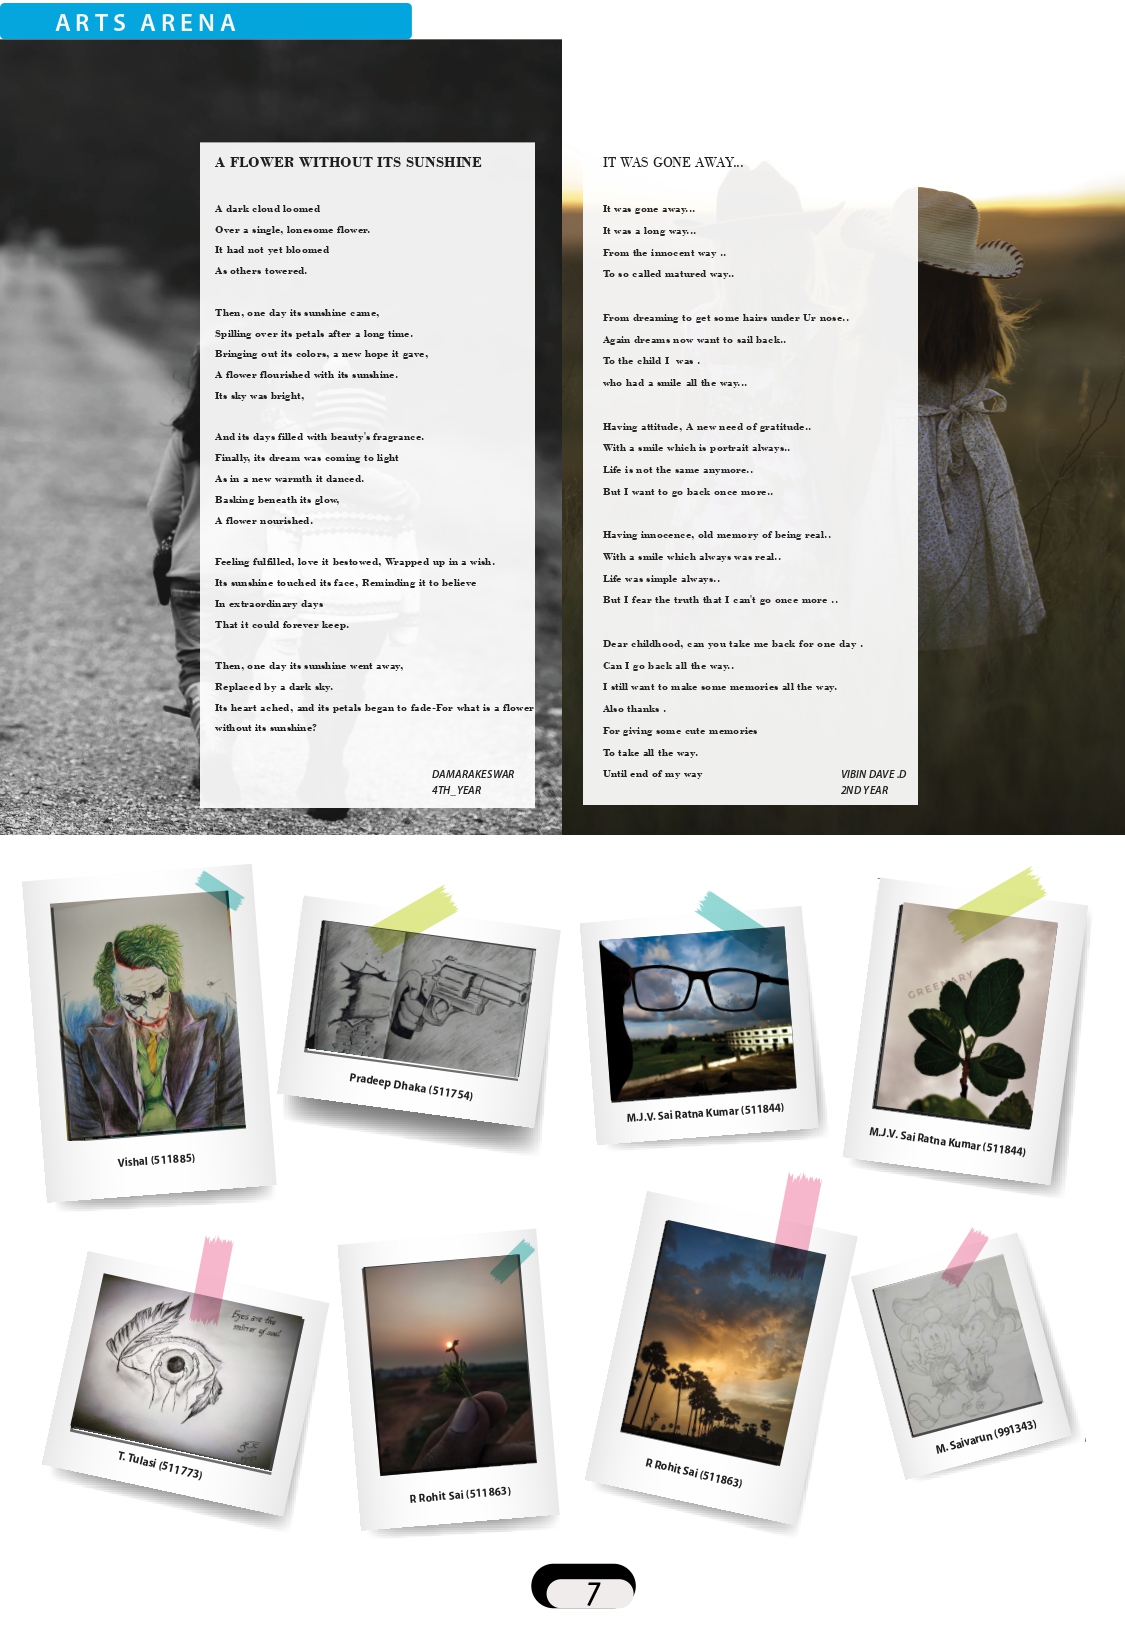 ARTS ARENA
A FLOWER WITHOUT ITS SUNSHINE
A dark cloud loomed
Over a single, lonesome flower.
It had not yet bloomed
As others towered.
Then, one day its sunshine came,
Spilling over its petals after a long time.
Bringing out its colors, a new hope it gave,
A flower flourished with its sunshine.
Its sky was bright,
And its days filled with beauty's fragrance.
Finally, its dream was coming to light
As in a new warmth it danced.
Basking beneath its glow,
A flower nourished.
Feeling fulfilled, love it bestowed, Wrapped up in a wish.
Its sunshine touched its face, Reminding it to believe
In extraordinary days
That it could forever keep.
Then, one day its sunshine went away,
Replaced by a dark sky.
Its heart ached, and its petals began to fade-For what is a flower
without its sunshine?
DAMARAKESWAR
4TH_YEAR
IT WAS GONE AWAY...
It was gone away...
It was a long way...
From the innocent way ..
To so called matured way..
From dreaming to get some hairs under Ur nose..
Again dreams now want to sail back..
To the child I was .
who had a smile all the way...
Having attitude, A new need of gratitude..
With a smile which is portrait always..
Life is not the same anymore..
But I want to go back once more..
Having innocence, old memory of being real..
With a smile which always was real..
Life was simple always..
But I fear the truth that I can't go once more ..
Dear childhood, can you take me back for one day .
Can I go back all the way..
I still want to make some memories all the way.
Also thanks .
For giving some cute memories
To take all the way.
Until end of my way
VIBIN DAVE .D
2ND YEAR
Vishal (511885)
Pradeep Dhaka (511754)
M.J.V. Sai Ratna Kumar (511844)
GREENARY
M.J.V. Sai Ratna Kumar (511844)
Eyes are the
mirror of soul
T. Tulasi (511773)
R Rohit Sai (511863)
R Rohit Sai (511863)
M. Saivarun (991343)
7